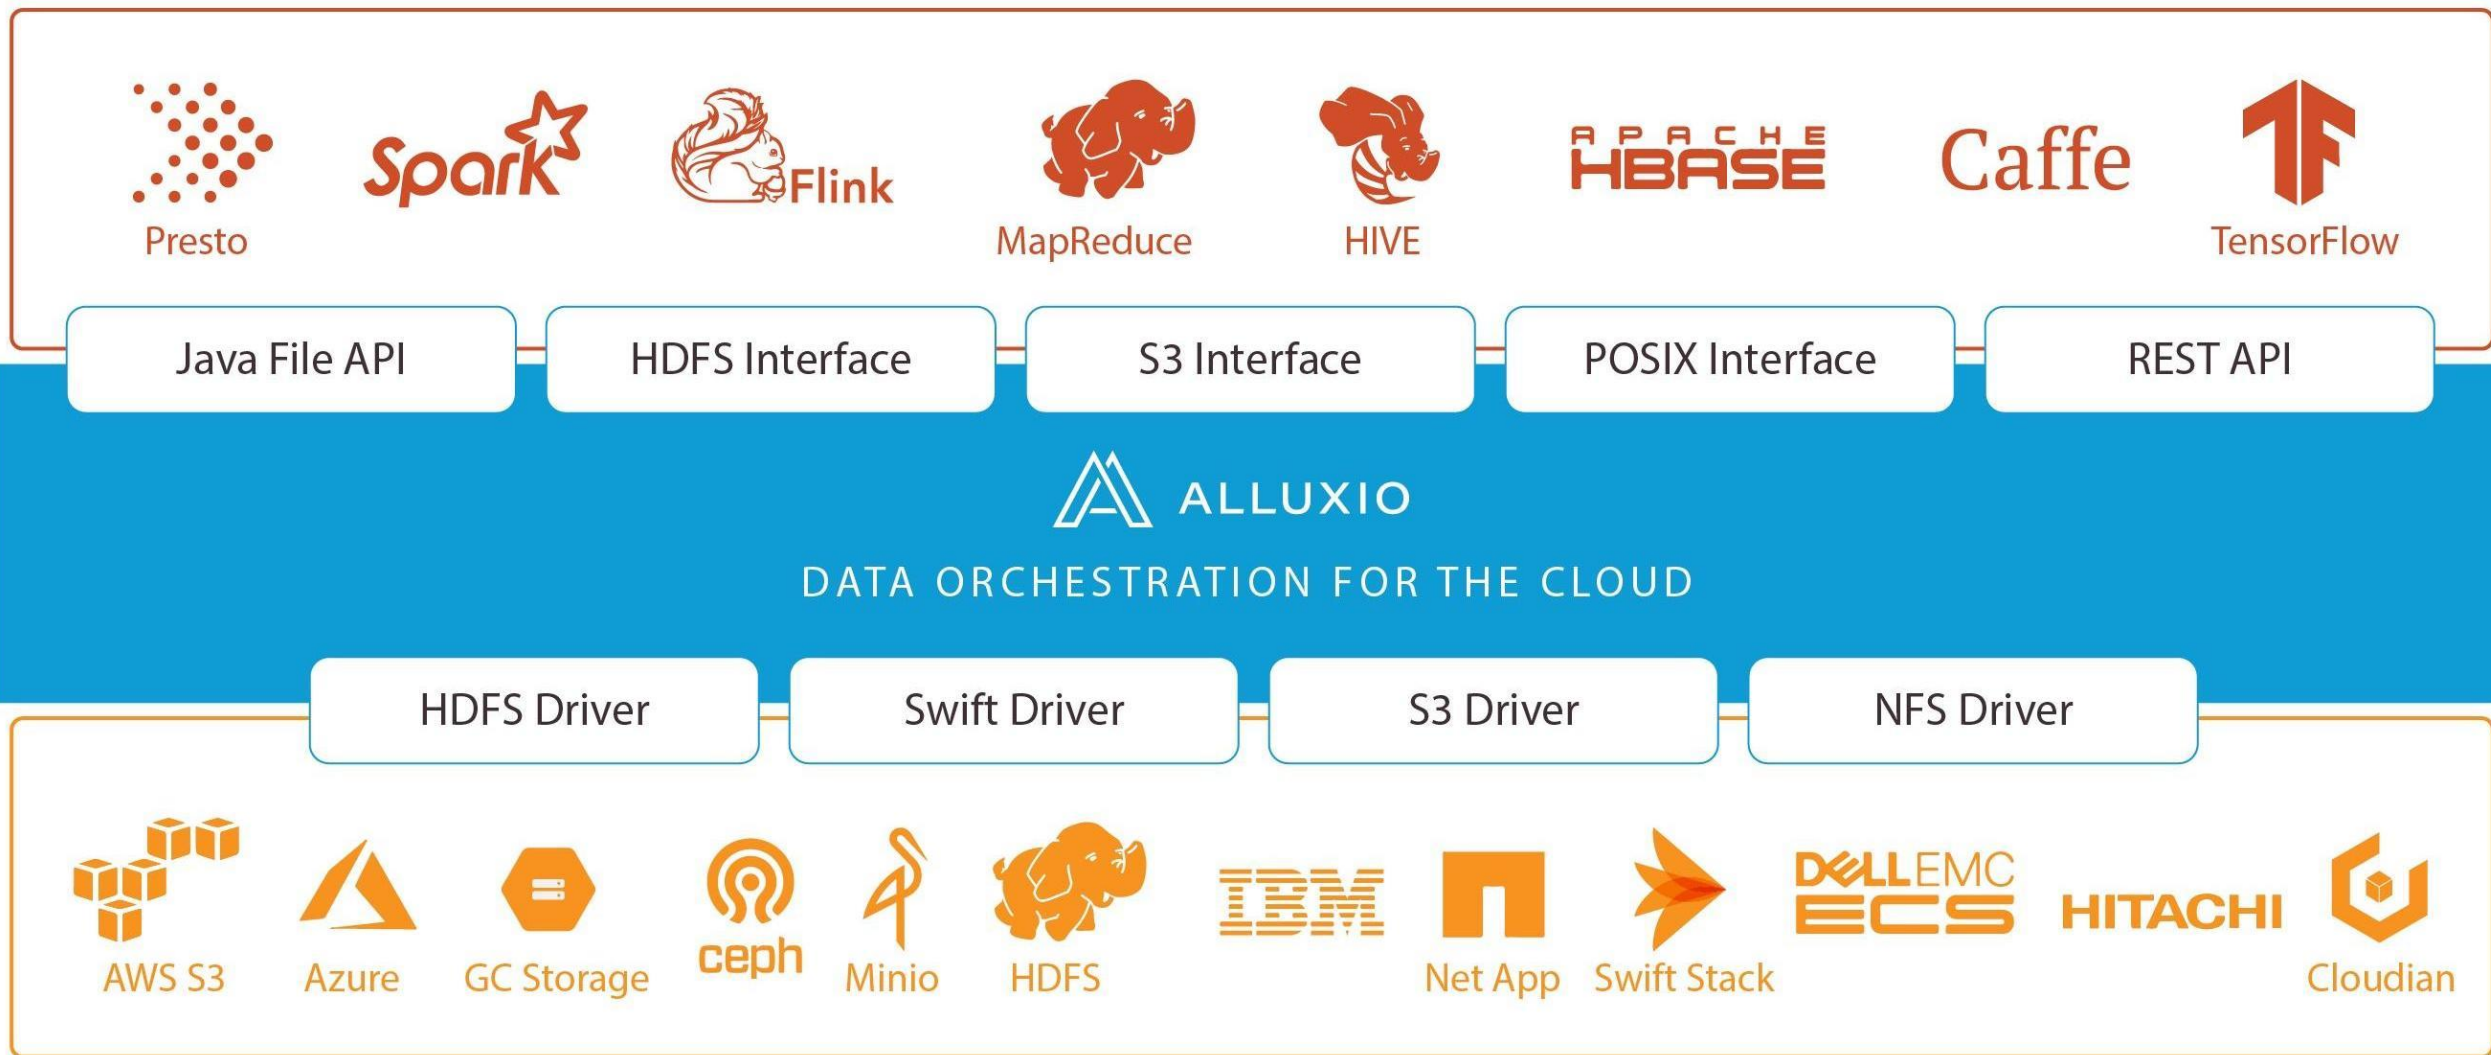 Spark
Flink
APACHE
HBASE
Caffe
Presto
MapReduce
HIVE
TensorFlow
Java File API
HDFS Interface
S3 Interface
POSIX Interface
REST API
ALLUXIO
DATA ORCHESTRATION FOR THE CLOUD
HDFS Driver
Swift Driver
S3 Driver
NFS Driver
ceph
IBM
DELLEMC
ECS
HITACHI
AWS S3
Azure
GC Storage
Minio
HDFS
Net App
Swift Stack
Cloudian